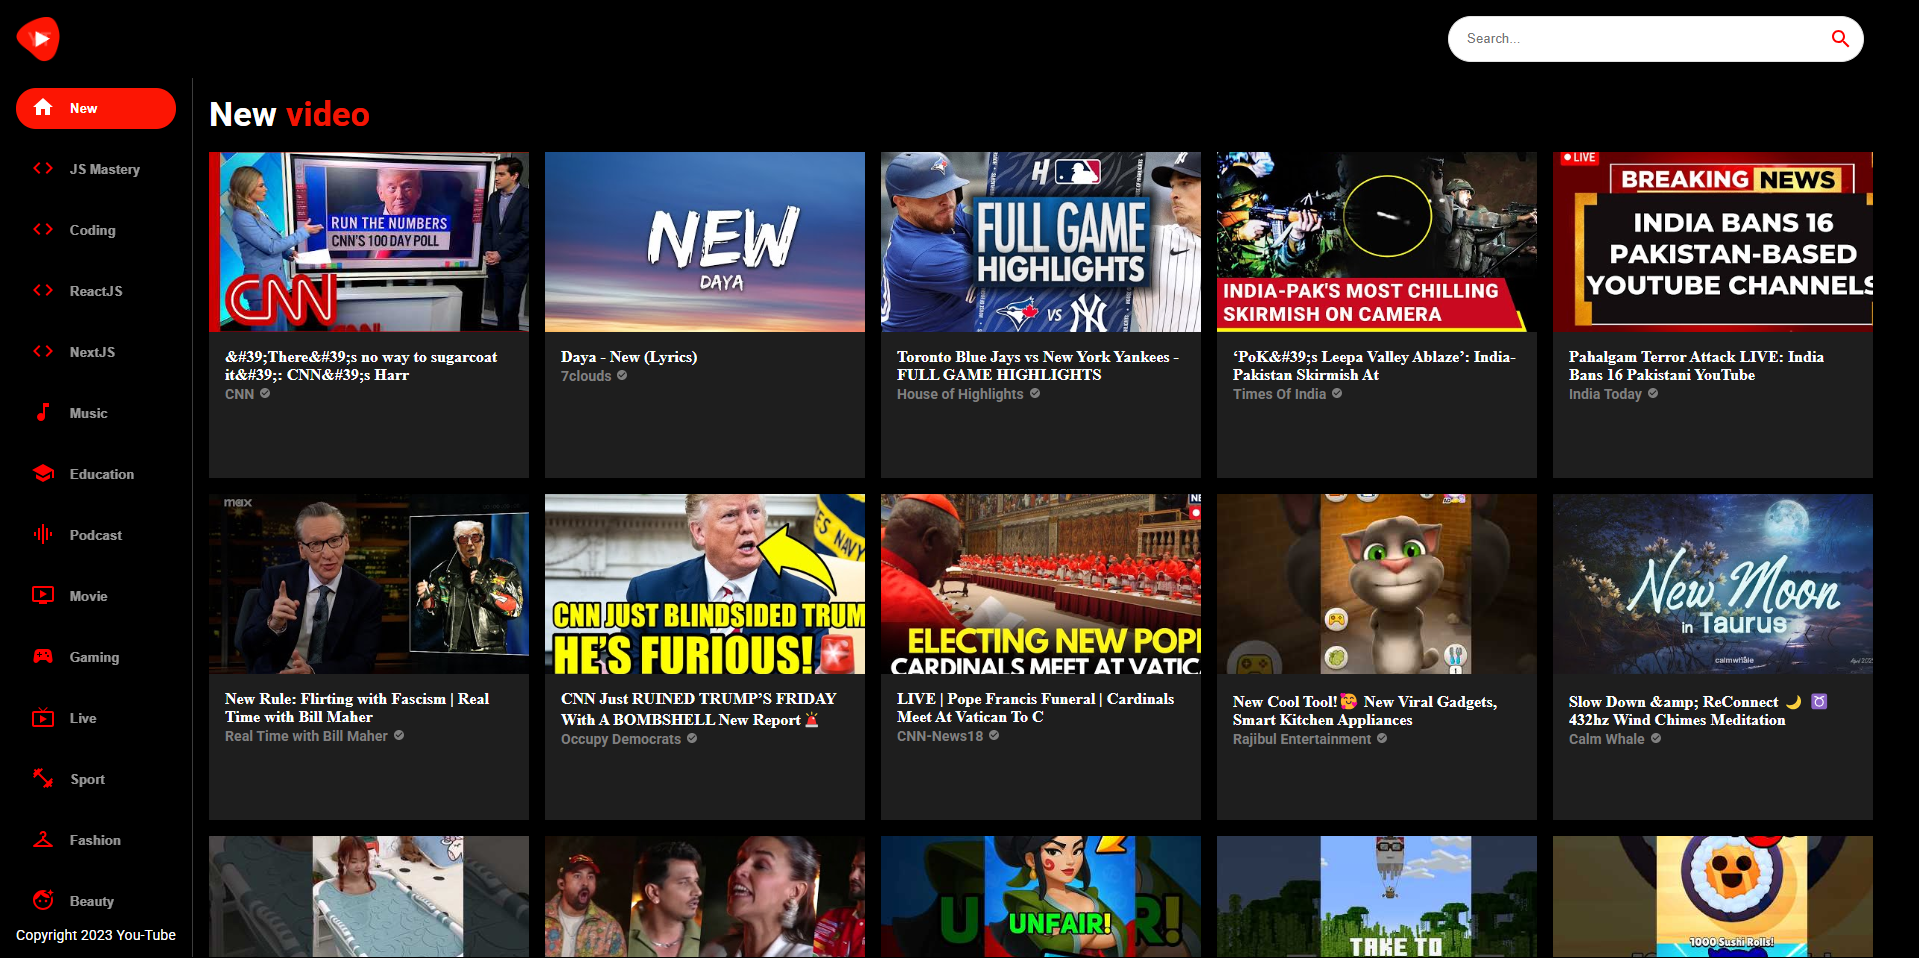 Search...
New
JS Mastery
Coding
ReactJS
NextJS
Music
Education
Podcast
Movie
Gaming
Live
Sport
Fashion
Beauty
Copyright 2023 You-Tube
New video
RUN THE NUMBERS
CNN'S 100 DAY POLL
CNN
&#39;There&#39;s no way to sugarcoat
it&#39;: CNN&#39;s Harr
CNN
NEW
DAYA
Daya - New (Lyrics)
7clouds
H
FULL GAME
HIGHLIGHTS
VS
Toronto Blue Jays vs New York Yankees -
FULL GAME HIGHLIGHTS
House of Highlights
INDIA-PAK'S MOST CHILLING
SKIRMISH ON CAMERA
‘PoK&#39;s Leepa Valley Ablaze’: India-
Pakistan Skirmish At
Times Of India
LIVE
BREAKING NEWS
INDIA BANS 16
PAKISTAN-BASED
YOUTUBE CHANNELS
Pahalgam Terror Attack LIVE: India
Bans 16 Pakistani YouTube
India Today
max
New Rule: Flirting with Fascism | Real
Time with Bill Maher
Real Time with Bill Maher
ES NAVY
CNN JUST BLINDSIDED TRUM
HE'S FURIOUS!
CNN Just RUINED TRUMP’S FRIDAY
With A BOMBSHELL New Report🚨
Occupy Democrats
NE
ELECTING NEW POPE
CARDINALS MEET AT VATICA
LIVE | Pope Francis Funeral | Cardinals
Meet At Vatican To C
CNN-News18
New Cool Tool!🥰 New Viral Gadgets,
Smart Kitchen Appliances
Rajibul Entertainment
New Moon
in Taurus
calmwhale
April 2025
Slow Down &amp; ReConnect 🌙 ♉
432hz Wind Chimes Meditation
Calm Whale
UNFAIR!
TAKE TO
1000 Sushi Rolls!